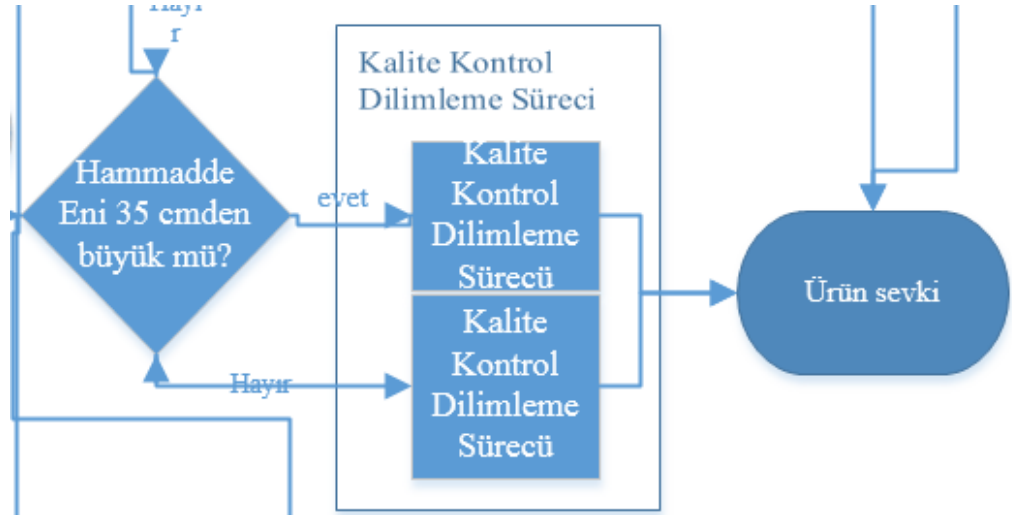 Hayı
r
Hammadde
Eni 35 cmden
büyük mü?
evet
Hayır
Kalite Kontrol
Dilimleme Süreci
Kalite
Kontrol
Dilimleme
Sürecü
Kalite
Kontrol
Dilimleme
Sürecü
Ürün sevki